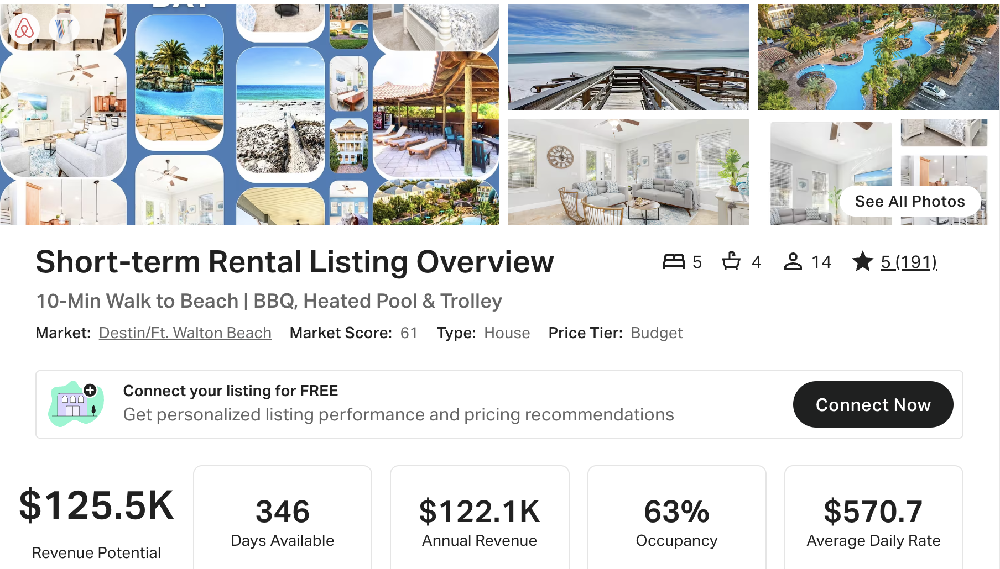 See All Photos
Short-term Rental Listing Overview
5 4 14 5 (191)
10-Min Walk to Beach | BBQ, Heated Pool & Trolley
Market: Destin/Ft. Walton Beach Market Score: 61 Type: House Price Tier: Budget
Connect your listing for FREE
Get personalized listing performance and pricing recommendations
Connect Now
$125.5K
Revenue Potential
346
Days Available
$122.1K
Annual Revenue
63%
Occupancy
$570.7
Average Daily Rate